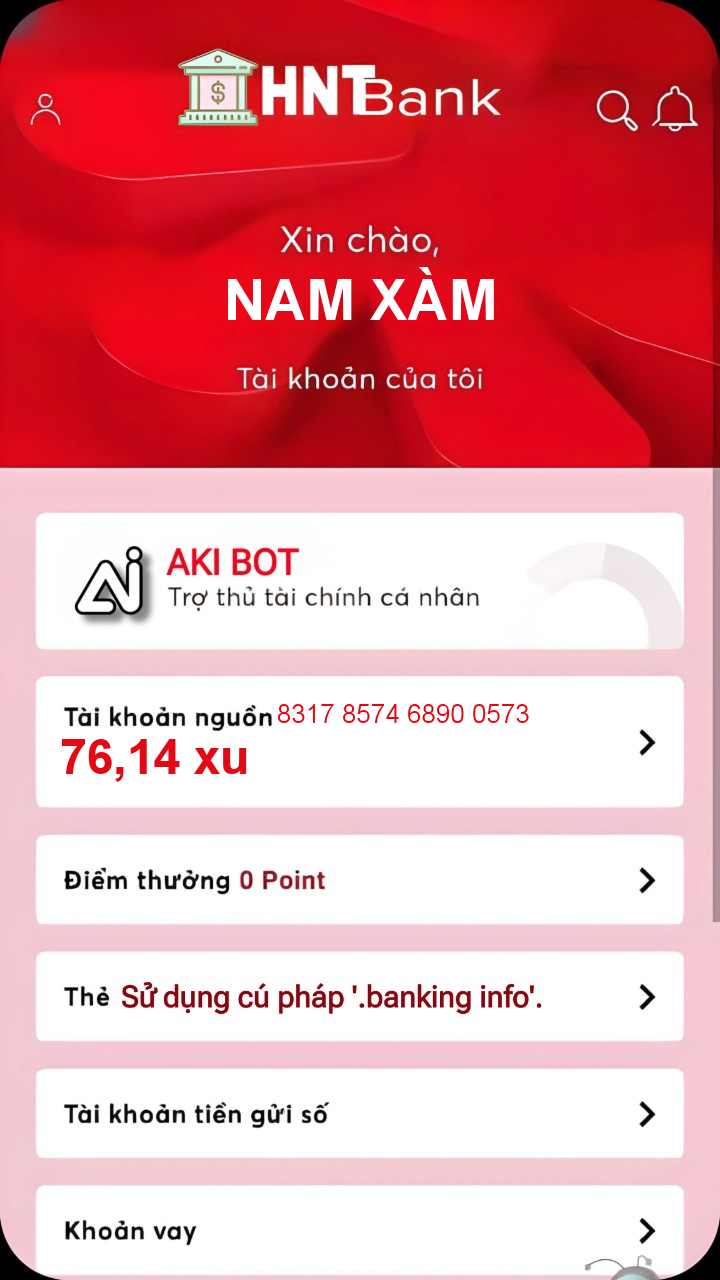 HNTBank
Xin chào,
NAM XÀM
Tài khoản của tôi
AKI BOT
Trợ thủ tài chính cá nhân
Tài khoản nguồn 8317 8574 6890 0573
76,14 xu
Điểm thưởng 0 Point
Thẻ Sử dụng cú pháp '.banking info'.
Tài khoản tiền gửi số
Khoản vay